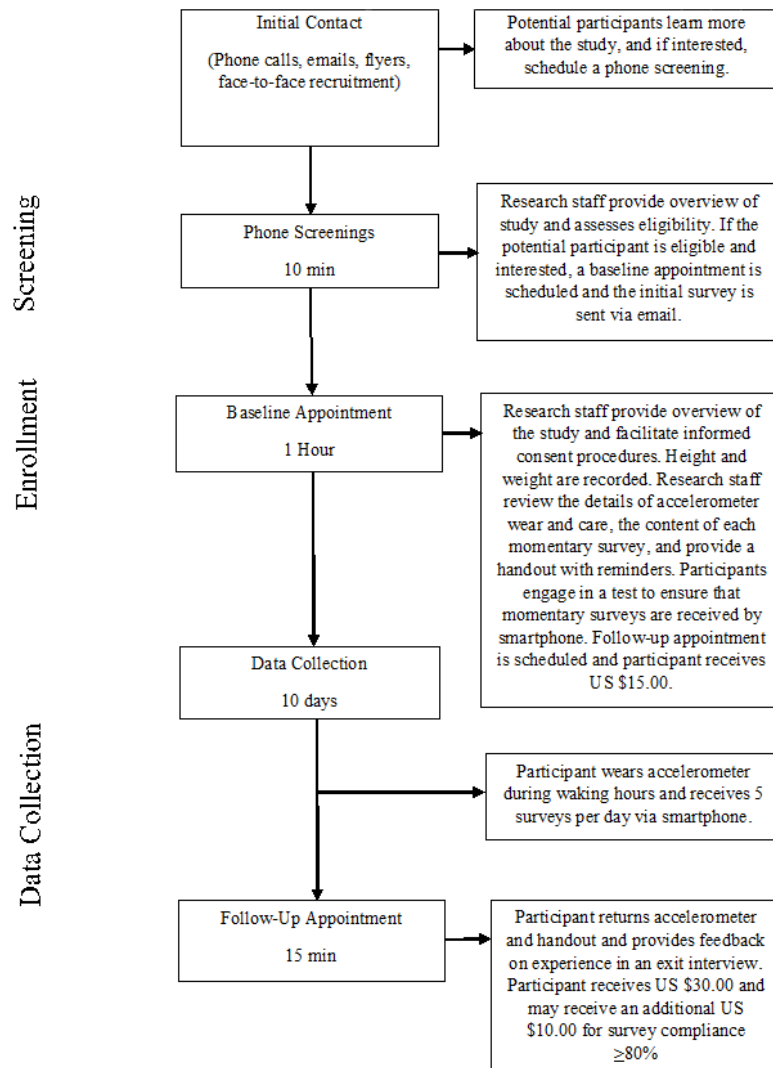 Initial Contact
(Phone calls, emails, flyers,
face-to-face recruitment)
Potential participants learn more
about the study, and if interested,
schedule a phone screening.
Screening
Phone Screenings
10 min
Research staff provide overview of
study and assesses eligibility. If the
potential participant is eligible and
interested, a baseline appointment is
scheduled and the initial survey is
sent via email.
Enrollment
Baseline Appointment
1 Hour
Research staff provide overview of
the study and facilitate informed
consent procedures. Height and
weight are recorded. Research staff
review the details of accelerometer
wear and care, the content of each
momentary survey, and provide a
handout with reminders. Participants
engage in a test to ensure that
momentary surveys are received by
smartphone. Follow-up appointment
is scheduled and participant receives
US $15.00.
Data Collection
Data Collection
10 days
Participant wears accelerometer
during waking hours and receives 5
surveys per day via smartphone.
Follow-Up Appointment
15 min
Participant returns accelerometer
and handout and provides feedback
on experience in an exit interview.
Participant receives US $30.00 and
may receive an additional US
$10.00 for survey compliance
≥80%